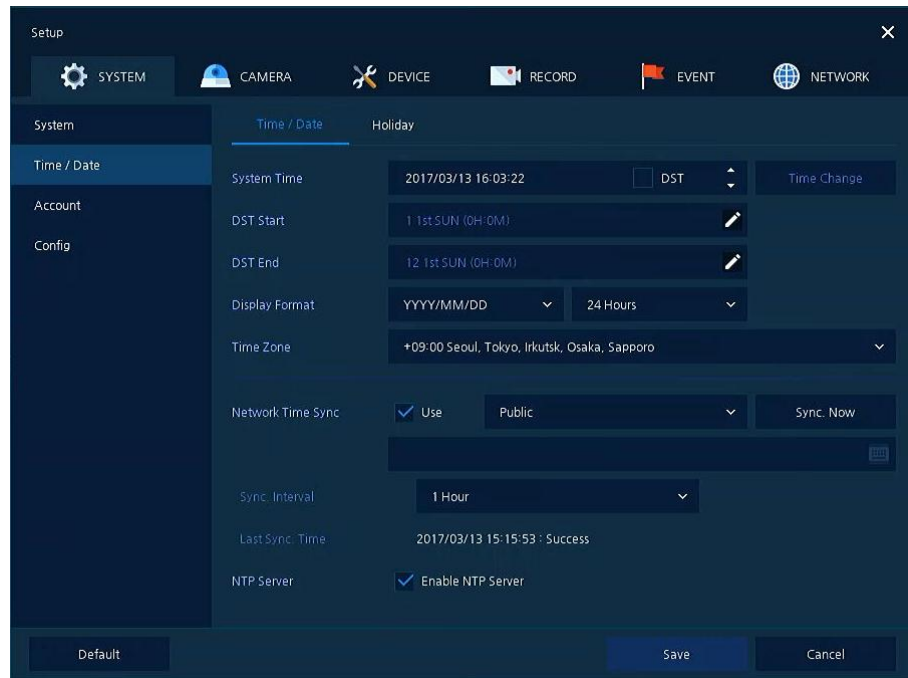 Setup
SYSTEM CAMERA DEVICE RECORD EVENT NETWORK
System
Time / Date
Account
Config
Time / Date Holiday
System Time 2017/03/13 16:03:22 DST Time Change
DST Start 1 1st SUN (0H:0M)
DST End 12 1st SUN (0H:0M)
Display Format YYYY/MM/DD 24 Hours
Time Zone +09:00 Seoul, Tokyo, Irkutsk, Osaka, Sapporo
Network Time Sync Use Public Sync. Now
Sync. Interval 1 Hour
Last Sync. Time 2017/03/13 15:15:53 : Success
NTP Server Enable NTP Server
Default Save Cancel